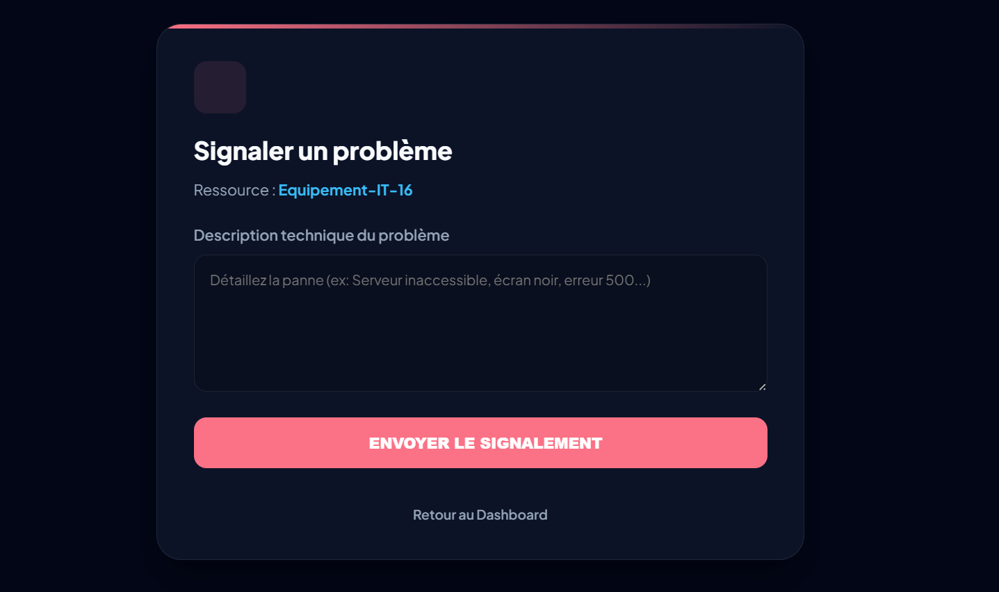 Signaler un problème
Ressource : Equipement-IT-16
Description technique du problème
Détaillez la panne (ex: Serveur inaccessible, écran noir, erreur 500...)
ENVOYER LE SIGNALEMENT
Retour au Dashboard